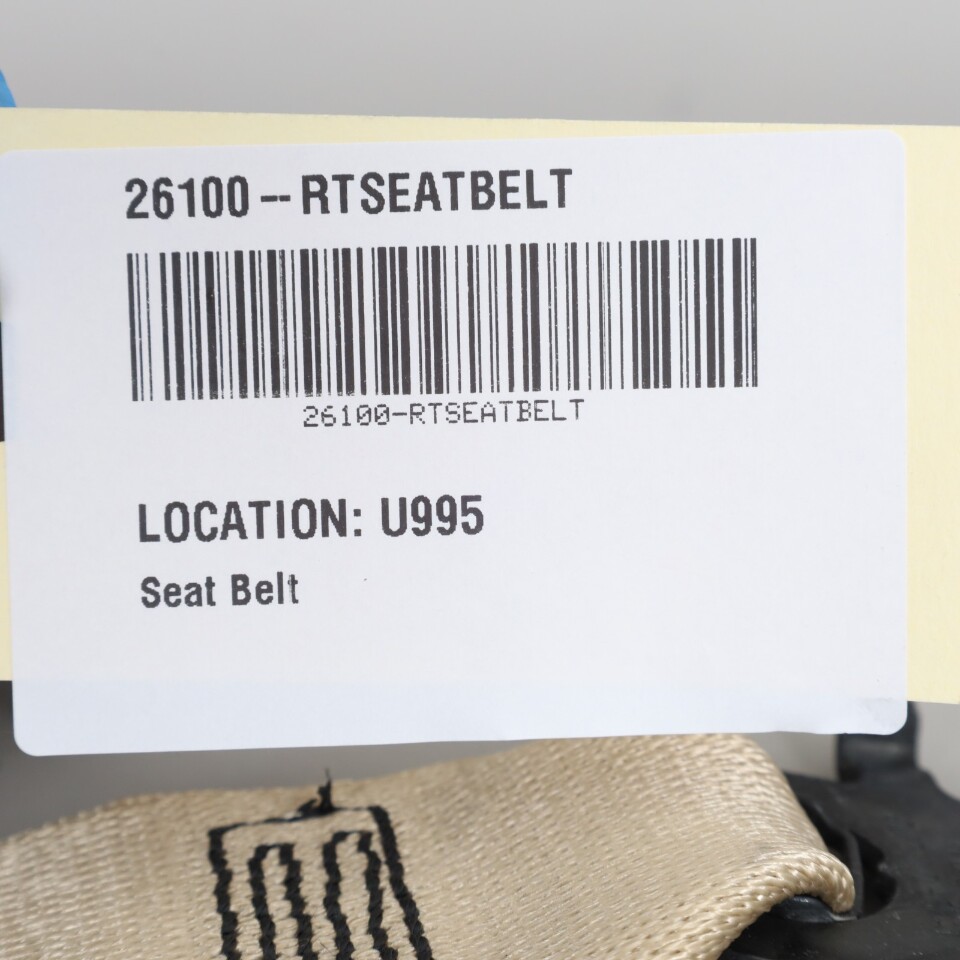 26100--RTSEATBELT
26100-RTSEATBELT
LOCATION: U995
Seat Belt